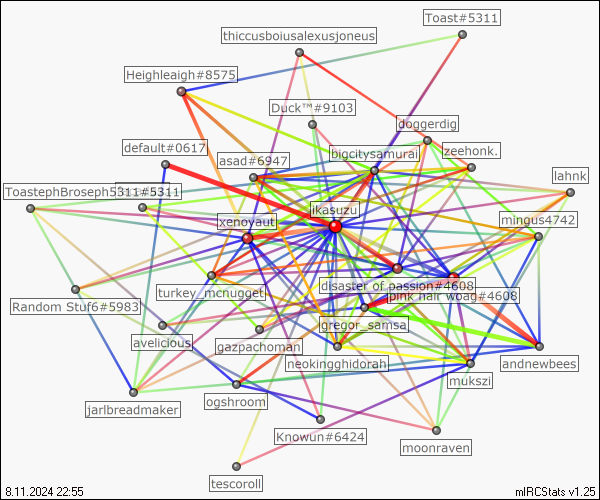 Toast#5311
thiccusboiusalexusjoneus
Heighleaigh#8575
Duck™#9103
doggerdig
default#0617
bigcitysamurai
zeehonk.
asad#6947
lahnk
ToastephBroseph5311#5311
ikasuzu
mingus4742
xenoyaut
turkey_mcnugget
disaster of passion#4608
pink hair woag#4608
Random Stuf6#5983
gregor_samsa
avelicious
gazpachoman
neokingghidorah
andnewbees
mukszi
jarlbreadmaker
ogshroom
Knowun#6424
moonraven
tescoroll
8.11.2024 22:55
mIRCStats v1.25